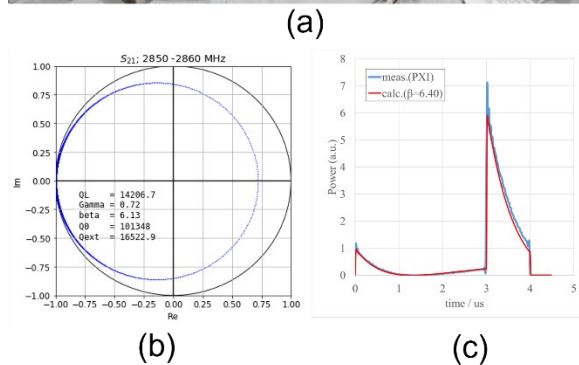 (a)
S21; 2850 -2860 MHz
1.00
0.75
0.50
0.25
0.00
−0.25
−0.50
−0.75
−1.00
Im
QL = 14206.7
Gamma = 0.72
beta = 6.13
Q0 = 101348
Qext = 16522.9
−1.00 −0.75 −0.50 −0.25 0.00 0.25 0.50 0.75 1.00
Re
(b)
8
7
6
5
4
3
2
1
0
Power (a.u.)
meas.(PXI)
calc.(β=6.40)
0 1 2 3 4 5
time / us
(c)